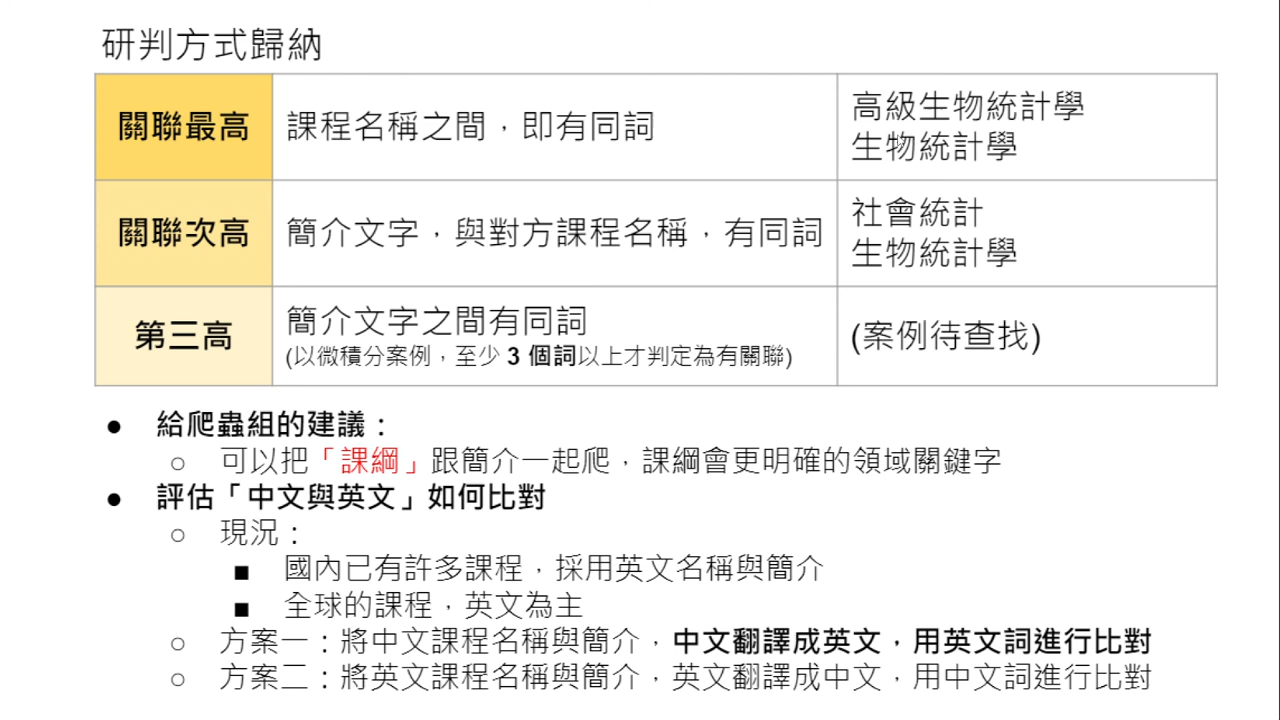 研判方式歸納
關聯最高
課程名稱之間，即有同詞
高級生物統計學
生物統計學
關聯次高
簡介文字，與對方課程名稱，有同詞
社會統計
生物統計學
第三高
簡介文字之間有同詞
(以微積分案例，至少 3 個詞以上才判定為有關聯)
(案例待查找)
● 給爬蟲組的建議：
○ 可以把「課綱」跟簡介一起爬，課綱會更明確的領域關鍵字
● 評估「中文與英文」如何比對
○ 現況：
■ 國內已有許多課程，採用英文名稱與簡介
■ 全球的課程，英文為主
○ 方案一：將中文課程名稱與簡介，中文翻譯成英文，用英文詞進行比對
○ 方案二：將英文課程名稱與簡介，英文翻譯成中文，用中文詞進行比對